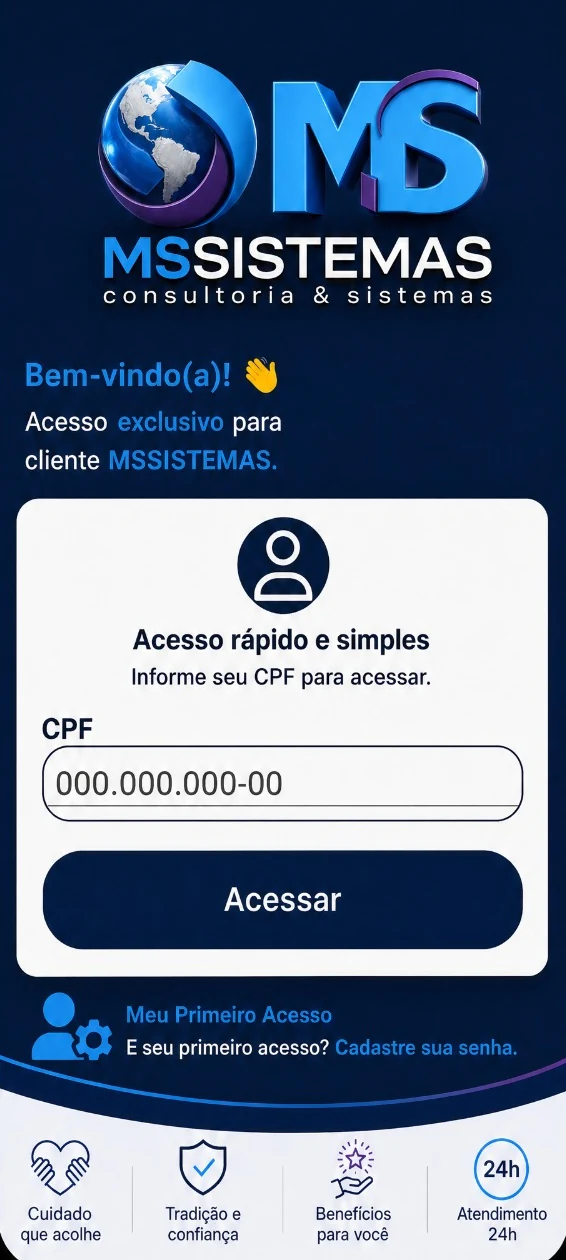 MS
MSSISTEMAS
consultoria & sistemas
Bem-vindo(a)! 👋
Acesso exclusivo para
cliente MSSISTEMAS.
Acesso rápido e simples
Informe seu CPF para acessar.
CPF
000.000.000-00
Acessar
Meu Primeiro Acesso
E seu primeiro acesso? Cadastre sua senha.
Cuidado
que acolhe
Tradição e
confiança
Benefícios
para você
24h
Atendimento
24h